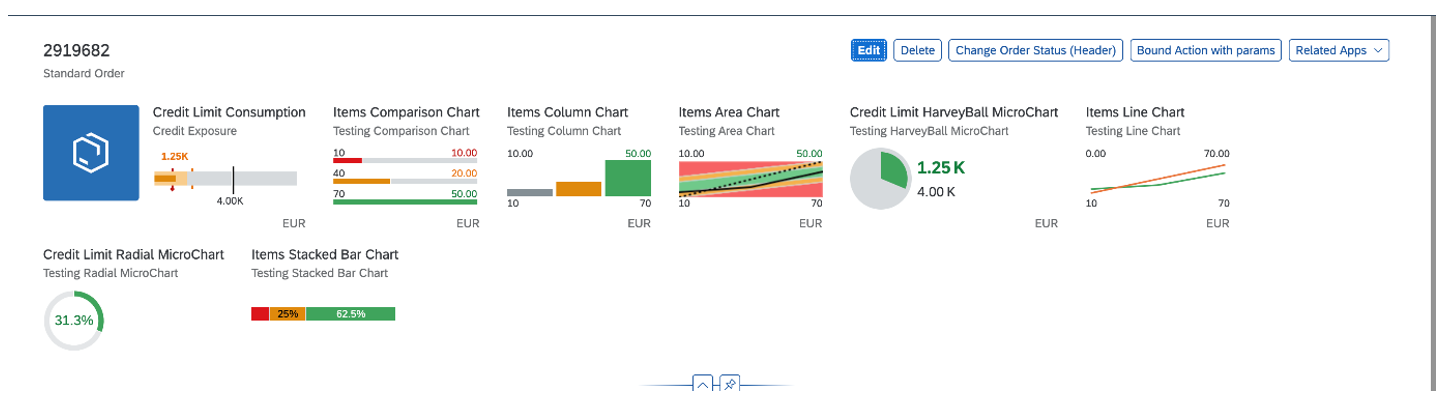 2919682
Standard Order
Edit
Delete
Change Order Status (Header)
Bound Action with params
Related Apps
Credit Limit Consumption
Credit Exposure
1.25K
4.00K
EUR
Items Comparison Chart
Testing Comparison Chart
10 10.00
40 20.00
70 50.00
EUR
Items Column Chart
Testing Column Chart
10.00 50.00
10 70
EUR
Items Area Chart
Testing Area Chart
10.00 50.00
10 70
EUR
Credit Limit HarveyBall MicroChart
Testing HarveyBall MicroChart
1.25 K
4.00 K
EUR
Items Line Chart
Testing Line Chart
0.00 70.00
10 70
EUR
Credit Limit Radial MicroChart
Testing Radial MicroChart
31.3%
Items Stacked Bar Chart
Testing Stacked Bar Chart
25% 62.5%